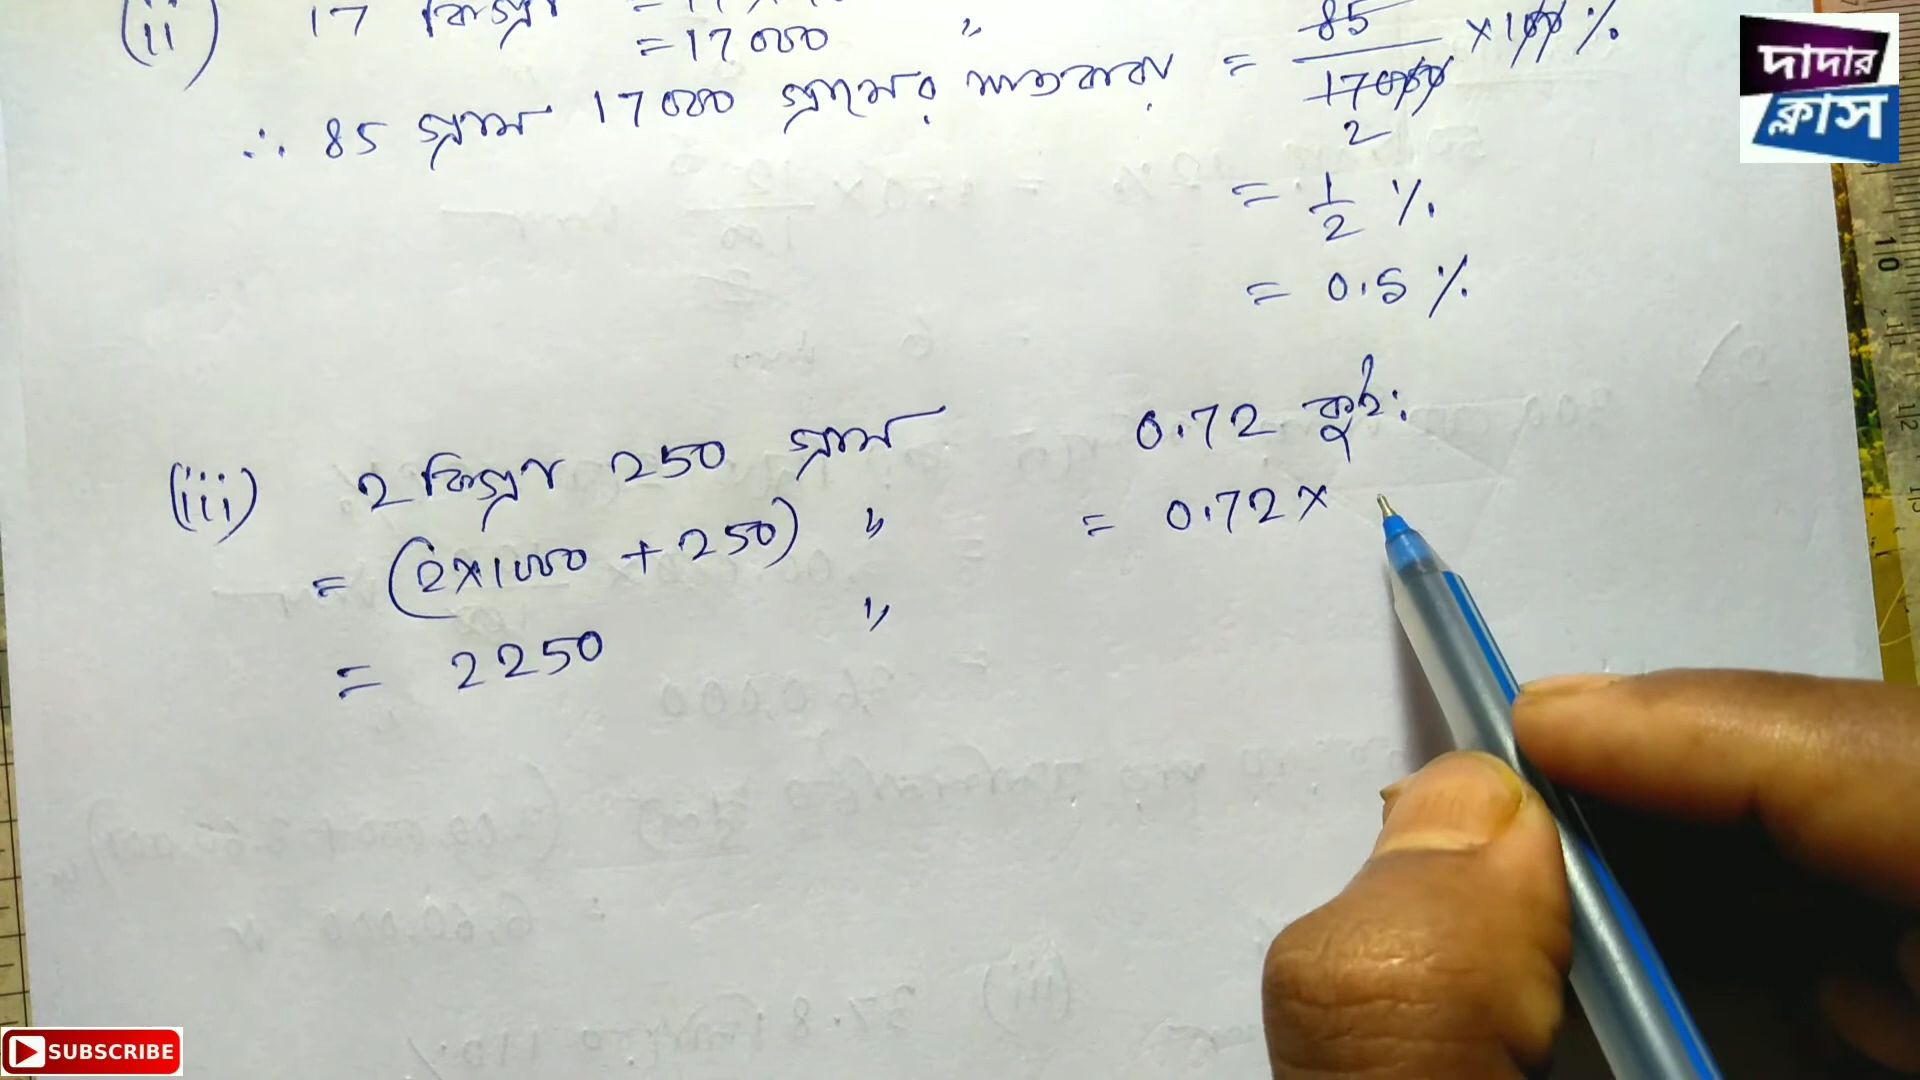 (ii) 17 কিগ্রা =
= 17000 "
∴ 85 গ্রাম 17000 গ্রামের শতকরা = 85/17000 × 100 %
2
= 1/2 %
= 0.5 %
(iii) 2 কিগ্রা 250 গ্রাম
= (2×1000 + 250) "
= 2250 "
0.72 কুই:
= 0.72 ×
দাদার
ক্লাস
SUBSCRIBE